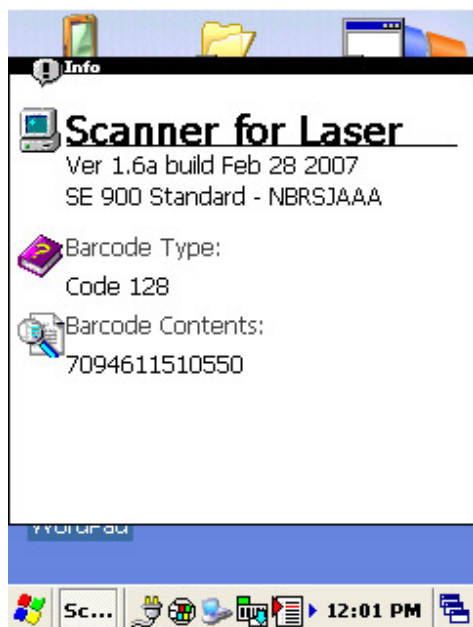 Info
Scanner for Laser
Ver 1.6a build Feb 28 2007
SE 900 Standard - NBRSJAAA
Barcode Type:
Code 128
Barcode Contents:
7094611510550
WordPad
Sc...
12:01 PM